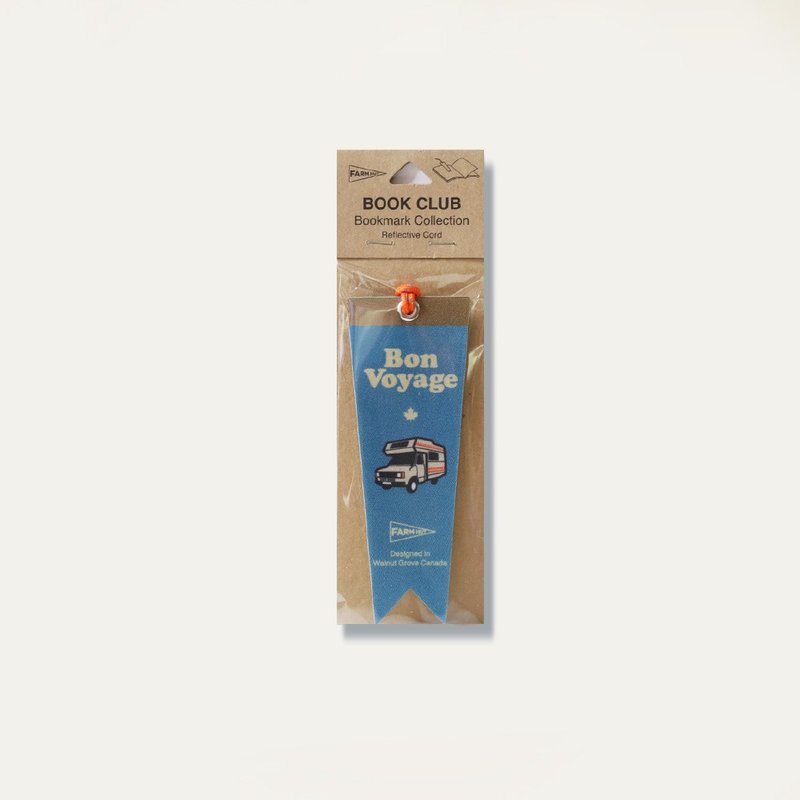 FARM
BOOK CLUB
Bookmark Collection
Reflective Cord
Bon
Voyage
FARM
Designed in
Walnut Grove Canada